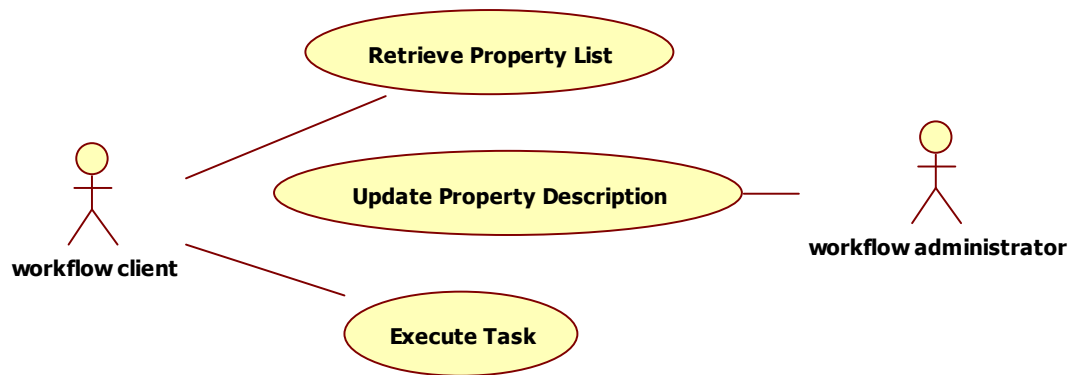 Retrieve Property List
Update Property Description
workflow administrator
workflow client
Execute Task